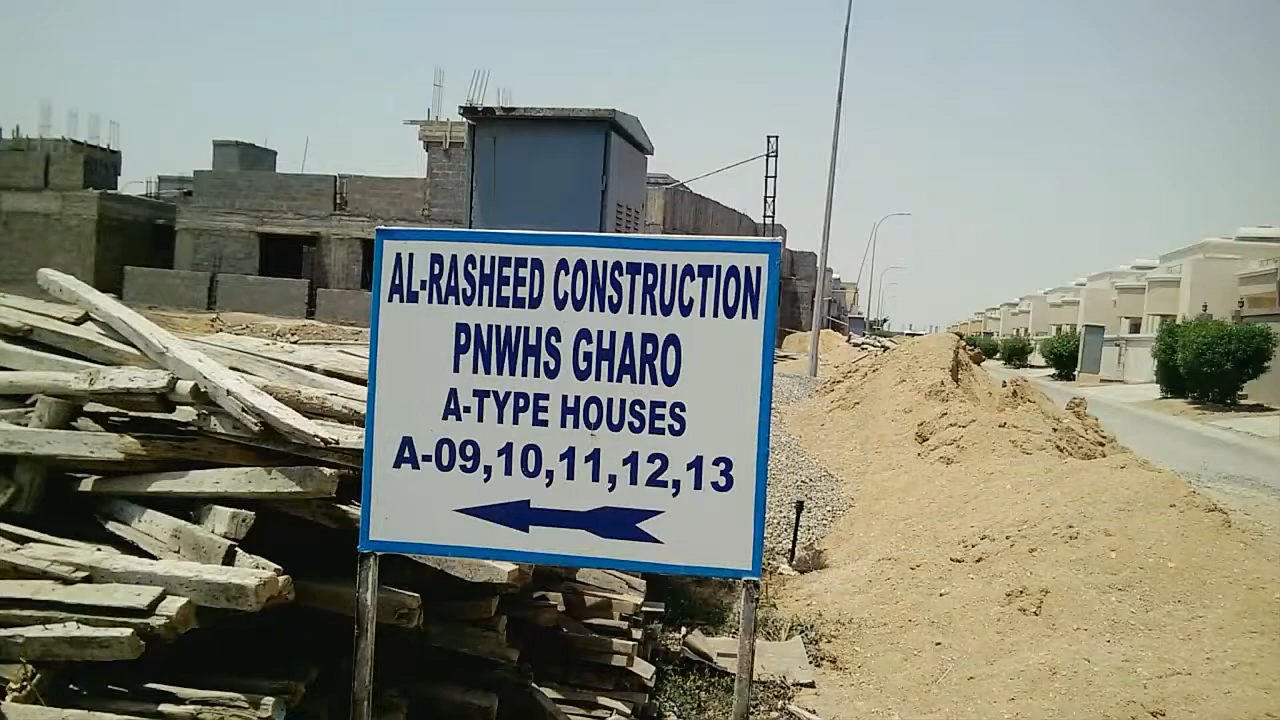 AL-RASHEED CONSTRUCTION
PNWHS GHARO
A-TYPE HOUSES
A-09,10,11,12,13